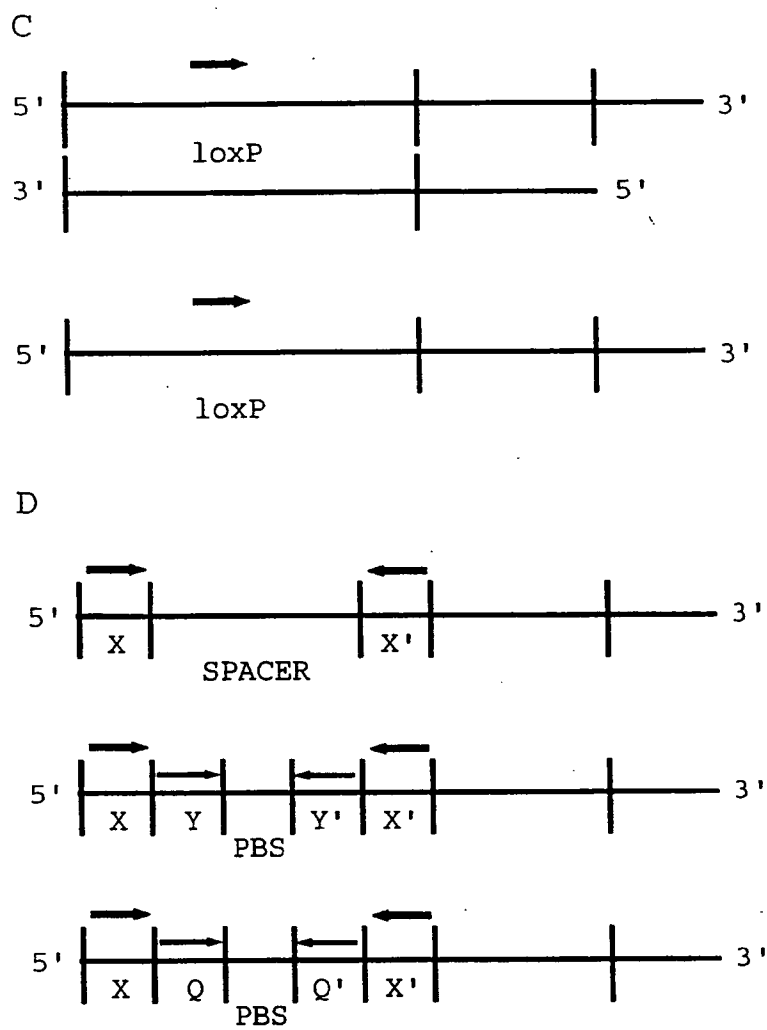 C
5' 3'
loxP
3' 5'
5' 3'
loxP
D
5' 3'
X X'
SPACER
5' 3'
X Y Y' X'
PBS
5' 3'
X Q Q' X'
PBS